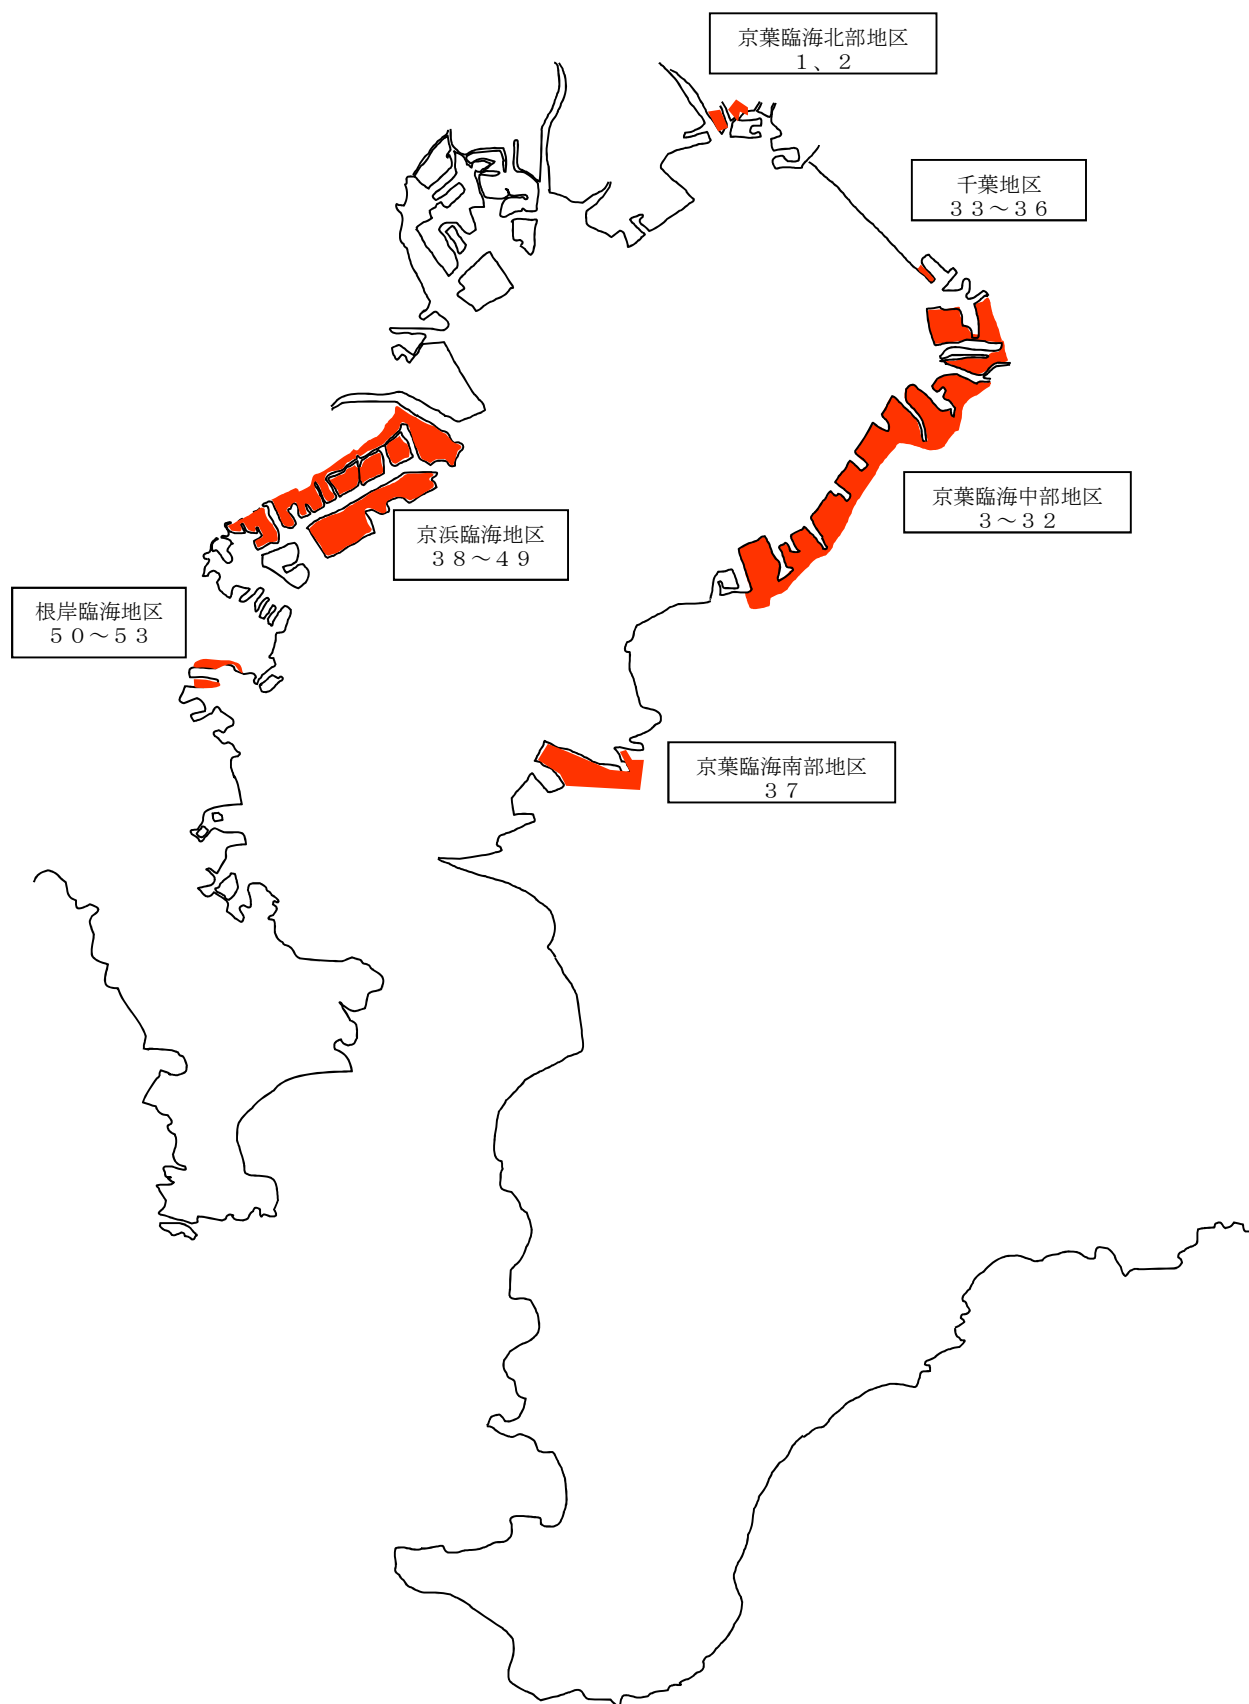 京葉臨海北部地区
１、２
千葉地区
３３～３６
京葉臨海中部地区
３～３２
京浜臨海地区
３８～４９
根岸臨海地区
５０～５３
京葉臨海南部地区
３７